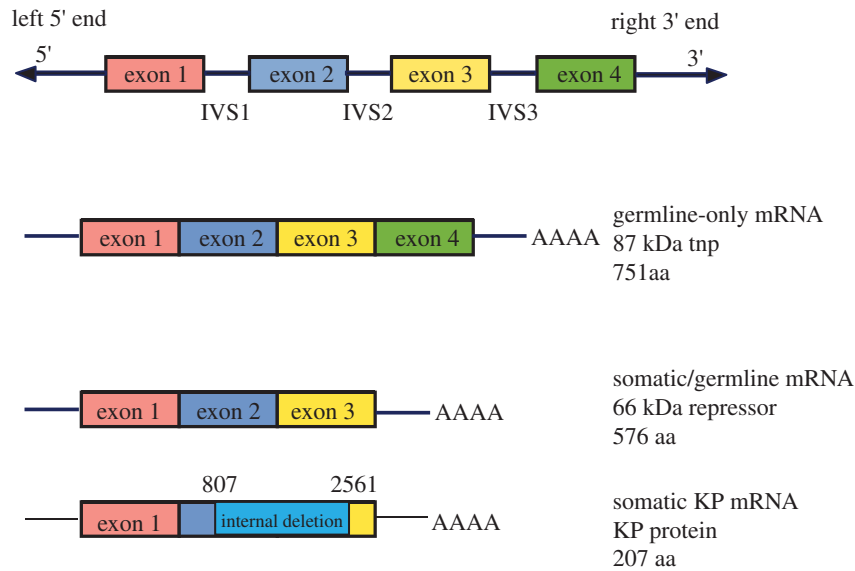 left 5' end
right 3' end
5'
3'
exon 1 exon 2 exon 3 exon 4
IVS1 IVS2 IVS3
germline-only mRNA
exon 1 exon 2 exon 3 exon 4 AAAA
87 kDa tnp
751aa
somatic/germline mRNA
exon 1 exon 2 exon 3 AAAA
66 kDa repressor
576 aa
807 2561
somatic KP mRNA
exon 1 internal deletion AAAA
KP protein
207 aa